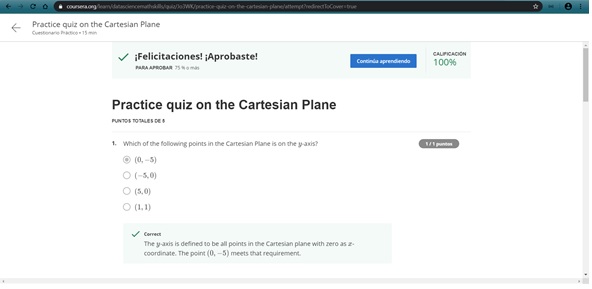 coursera.org/learn/datasciencemathskills/quiz/Io3WK/practice-quiz-on-the-cartesian-plane/attempt?redirectToCover=true
Practice quiz on the Cartesian Plane
Cuestionario Práctico • 15 min
¡Felicitaciones! ¡Aprobaste!
PARA APROBAR 75 % o más
Continúa aprendiendo
CALIFICACIÓN
100%
Practice quiz on the Cartesian Plane
PUNTOS TOTALES DE 5
1. Which of the following points in the Cartesian Plane is on the y-axis?
1 / 1 puntos
(0, −5)
(−5, 0)
(5, 0)
(1, 1)
Correct
The y-axis is defined to be all points in the Cartesian plane with zero as x-
coordinate. The point (0, −5) meets that requirement.